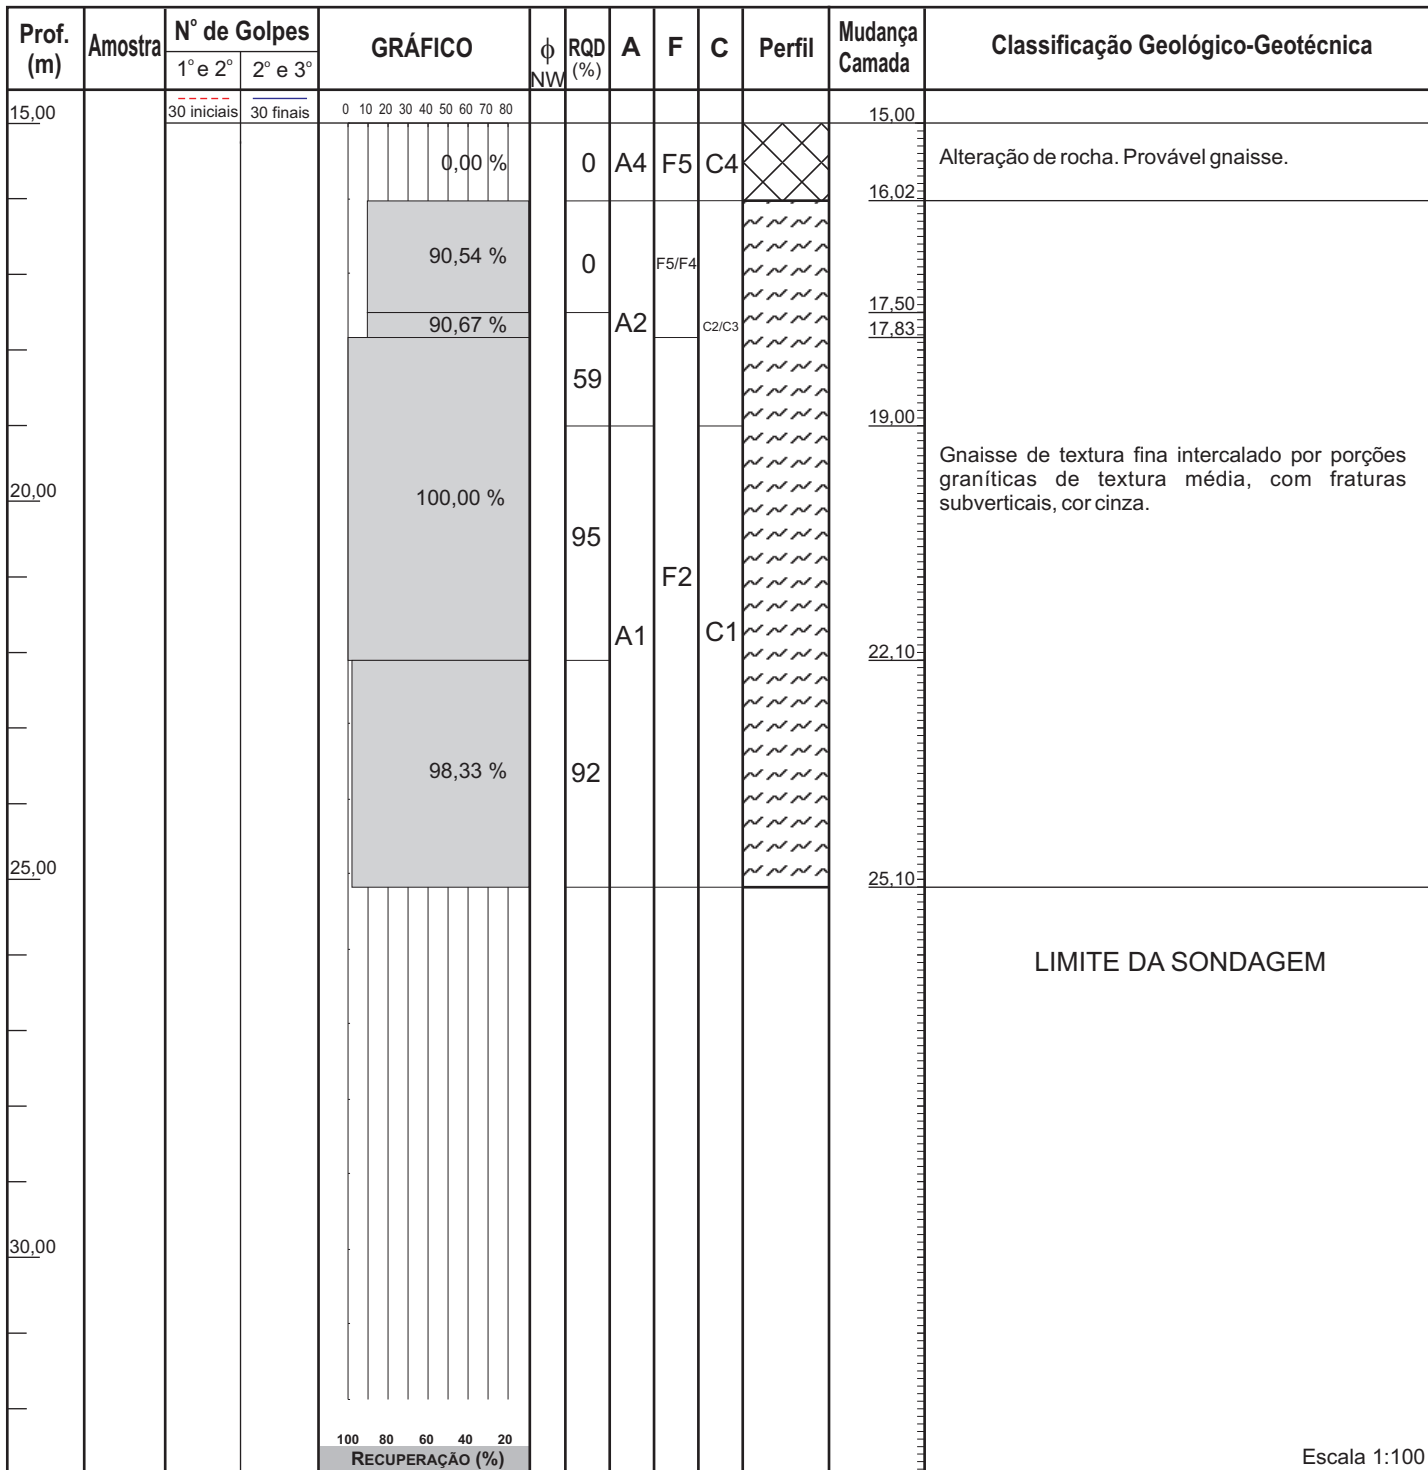 Prof. (m)
Amostra
N° de Golpes
1° e 2°
2° e 3°
GRÁFICO
ϕ NW
RQD (%)
A
F
C
Perfil
Mudança Camada
Classificação Geológico-Geotécnica
30 iniciais
30 finais
0 10 20 30 40 50 60 70 80
15,00
15,00
0,00 %
0
A4
F5
C4
Alteração de rocha. Provável gnaisse.
16,02
90,54 %
0
F5/F4
17,50
90,67 %
A2
C2/C3
17,83
59
19,00
Gnaisse de textura fina intercalado por porções
graníticas de textura média, com fraturas
subverticais, cor cinza.
20,00
100,00 %
95
F2
A1
C1
22,10
98,33 %
92
25,00
25,10
LIMITE DA SONDAGEM
30,00
100 80 60 40 20
RECUPERAÇÃO (%)
Escala 1:100